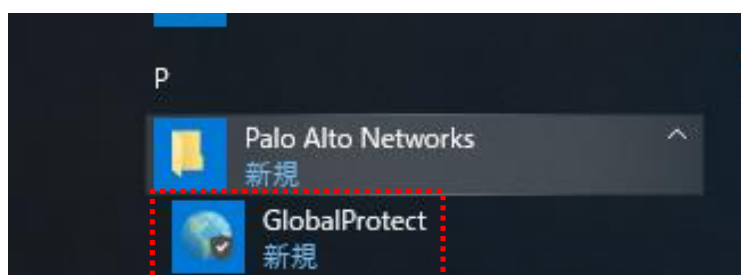 P
Palo Alto Networks
新規
GlobalProtect
新規